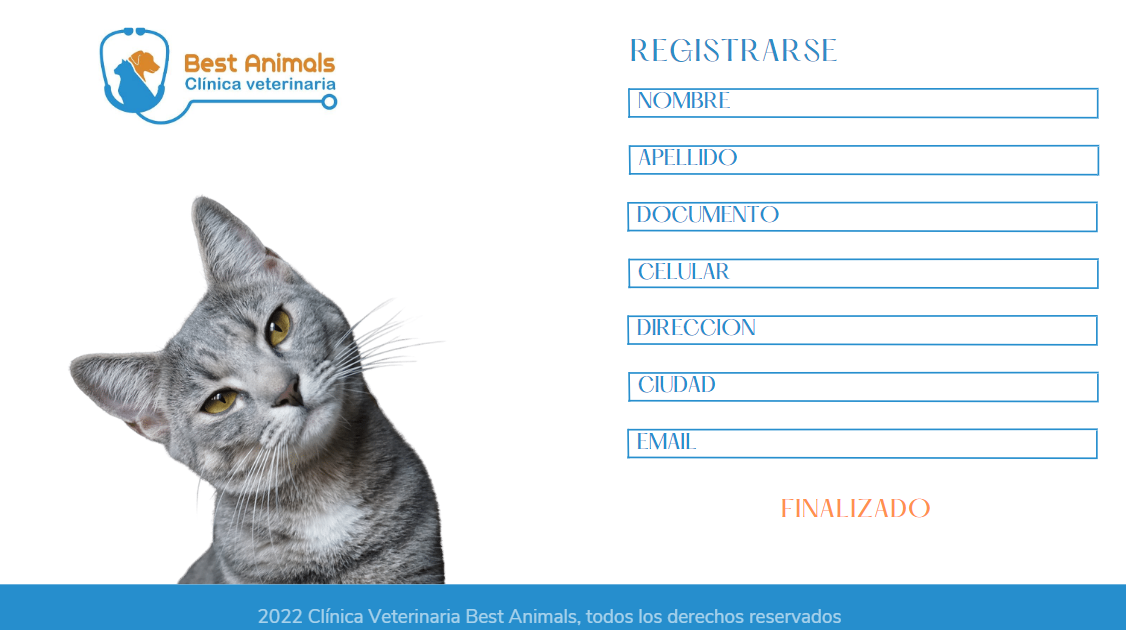 Best Animals
Clínica veterinaria
REGISTRARSE
NOMBRE
APELLIDO
DOCUMENTO
CELULAR
DIRECCION
CIUDAD
EMAIL
FINALIZADO
2022 Clínica Veterinaria Best Animals, todos los derechos reservados